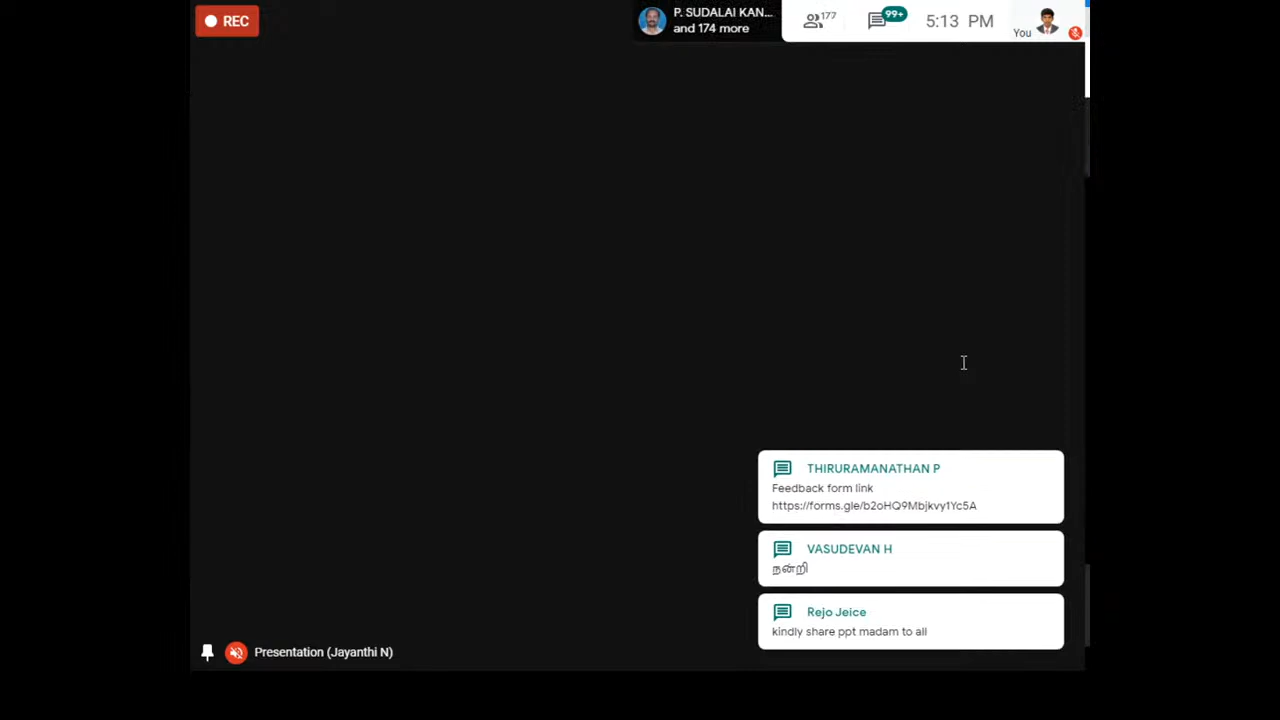 REC
P. SUDALAI KAN...
and 174 more
177
99+
5:13 PM
You
THIRURAMANATHAN P
Feedback form link
https://forms.gle/b2oHQ9Mbjkvy1Yc5A
VASUDEVAN H
நன்றி
Rejo Jeice
kindly share ppt madam to all
Presentation (Jayanthi N)